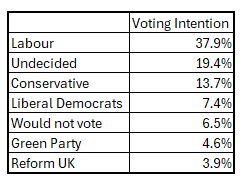 Voting Intention
Labour 37.9%
Undecided 19.4%
Conservative 13.7%
Liberal Democrats 7.4%
Would not vote 6.5%
Green Party 4.6%
Reform UK 3.9%